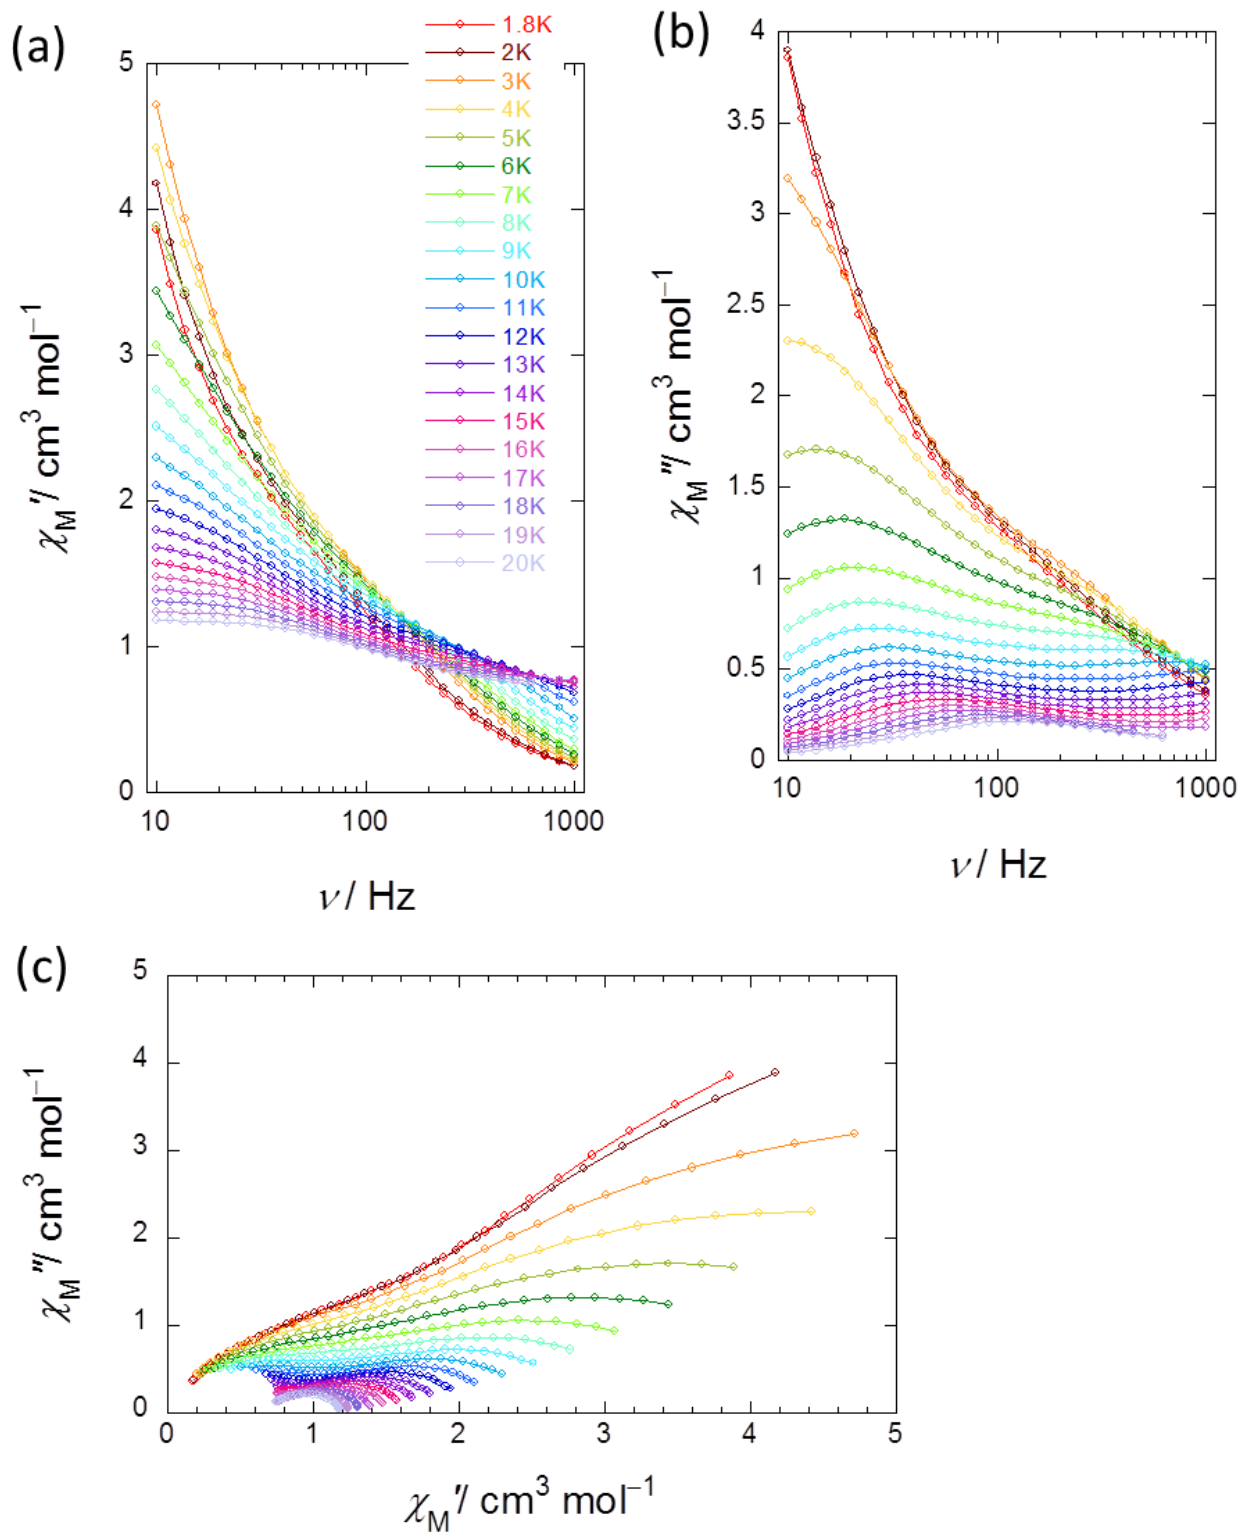 (a)
5
4
3
2
1
0
10
100
1000
χM′/ cm³ mol⁻¹
ν / Hz
1.8K
2K
3K
4K
5K
6K
7K
8K
9K
10K
11K
12K
13K
14K
15K
16K
17K
18K
19K
20K
(b)
4
3.5
3
2.5
2
1.5
1
0.5
0
10
100
1000
χM″/ cm³ mol⁻¹
ν / Hz
(c)
5
4
3
2
1
0
0
1
2
3
4
5
χM″/ cm³ mol⁻¹
χM′/ cm³ mol⁻¹